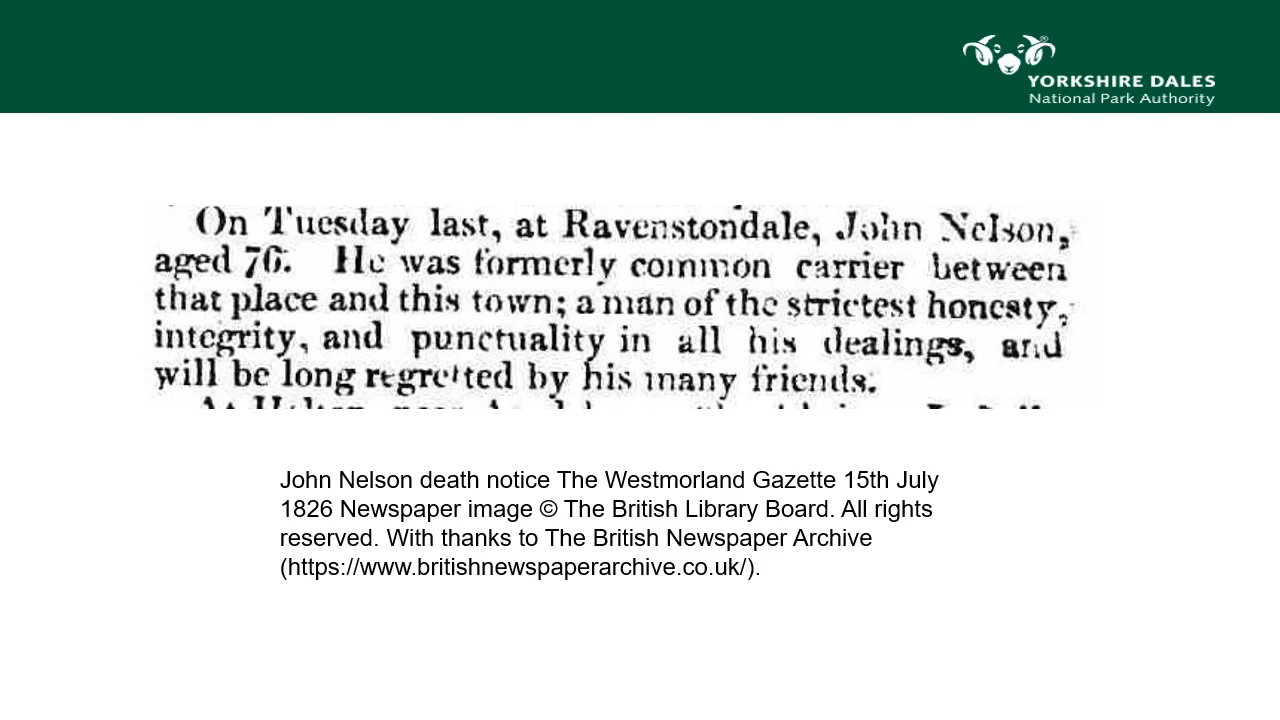 YORKSHIRE DALES
National Park Authority
On Tuesday last, at Ravenstondale, John Nelson,
aged 76. He was formerly common carrier between
that place and this town; a man of the strictest honesty,
integrity, and punctuality in all his dealings, and
will be long regretted by his many friends.
John Nelson death notice The Westmorland Gazette 15th July
1826 Newspaper image © The British Library Board. All rights
reserved. With thanks to The British Newspaper Archive
(https://www.britishnewspaperarchive.co.uk/).